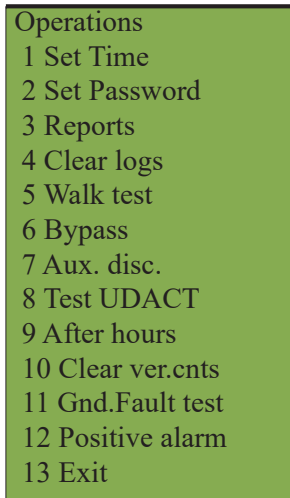 Operations
1 Set Time
2 Set Password
3 Reports
4 Clear logs
5 Walk test
6 Bypass
7 Aux. disc.
8 Test UDACT
9 After hours
10 Clear ver.cnts
11 Gnd.Fault test
12 Positive alarm
13 Exit